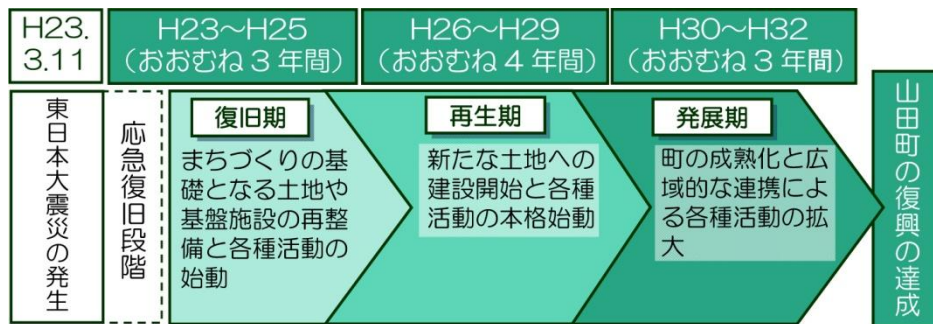 H23.
3.11
H23～H25
（おおむね3年間）
H26～H29
（おおむね4年間）
H30～H32
（おおむね3年間）
東日本大震災の発生
応急復旧段階
復旧期
まちづくりの基
礎となる土地や
基盤施設の再整
備と各種活動の
始動
再生期
新たな土地への
建設開始と各種
活動の本格始動
発展期
町の成熟化と広
域的な連携によ
る各種活動の拡
大
山田町の復興の達成